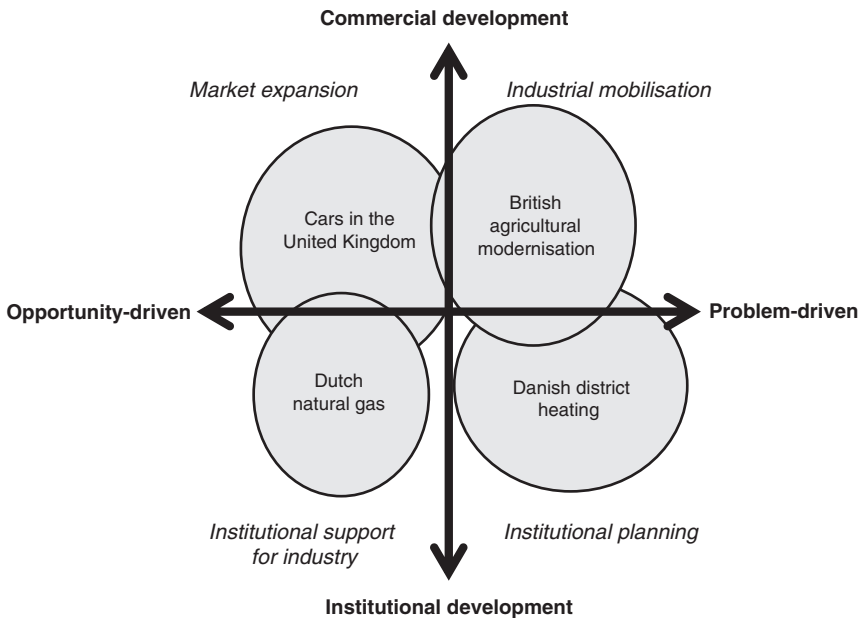 Commercial development
Market expansion
Industrial mobilisation
Cars in the
United Kingdom
British
agricultural
modernisation
Opportunity-driven
Problem-driven
Dutch
natural gas
Danish district
heating
Institutional support
for industry
Institutional planning
Institutional development